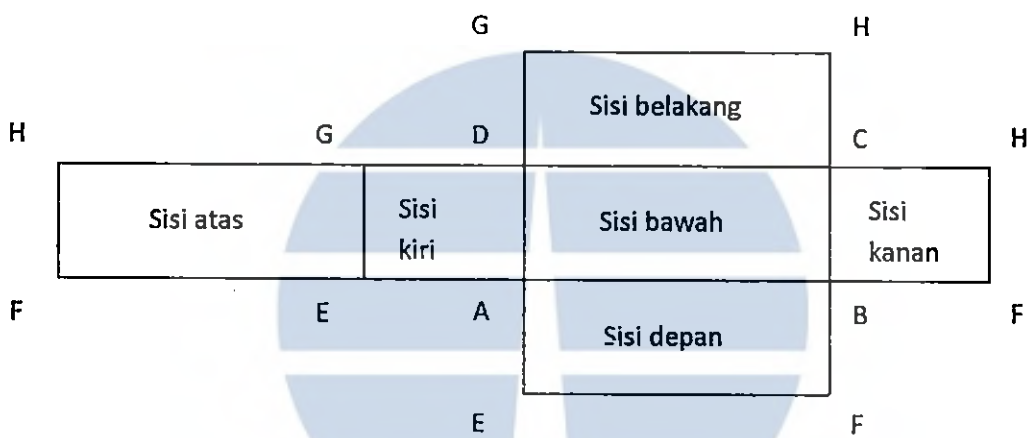 G H
Sisi belakang
H G D C H
Sisi atas Sisi kiri Sisi bawah Sisi kanan
F E A B F
Sisi depan
E F